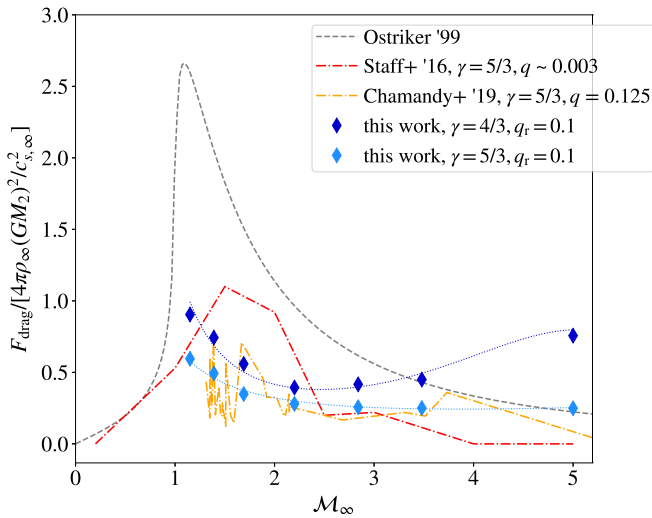 3.0
2.5
2.0
1.5
1.0
0.5
0.0
F_drag/[4πρ_∞(GM_2)^2/c^2_{s,∞}]
Ostriker '99
Staff+ '16, γ = 5/3, q ~ 0.003
Chamandy+ '19, γ = 5/3, q = 0.125
this work, γ = 4/3, q_r = 0.1
this work, γ = 5/3, q_r = 0.1
0 1 2 3 4 5
ℳ_∞